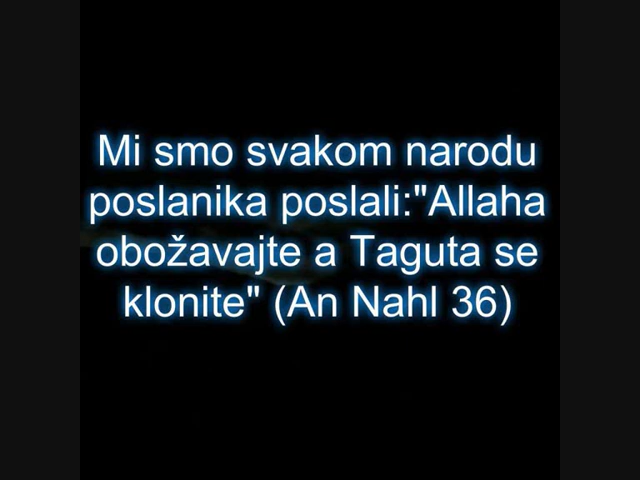 Mi smo svakom narodu
poslanika poslali:"Allaha
obožavajte a Taguta se
klonite" (An Nahl 36)